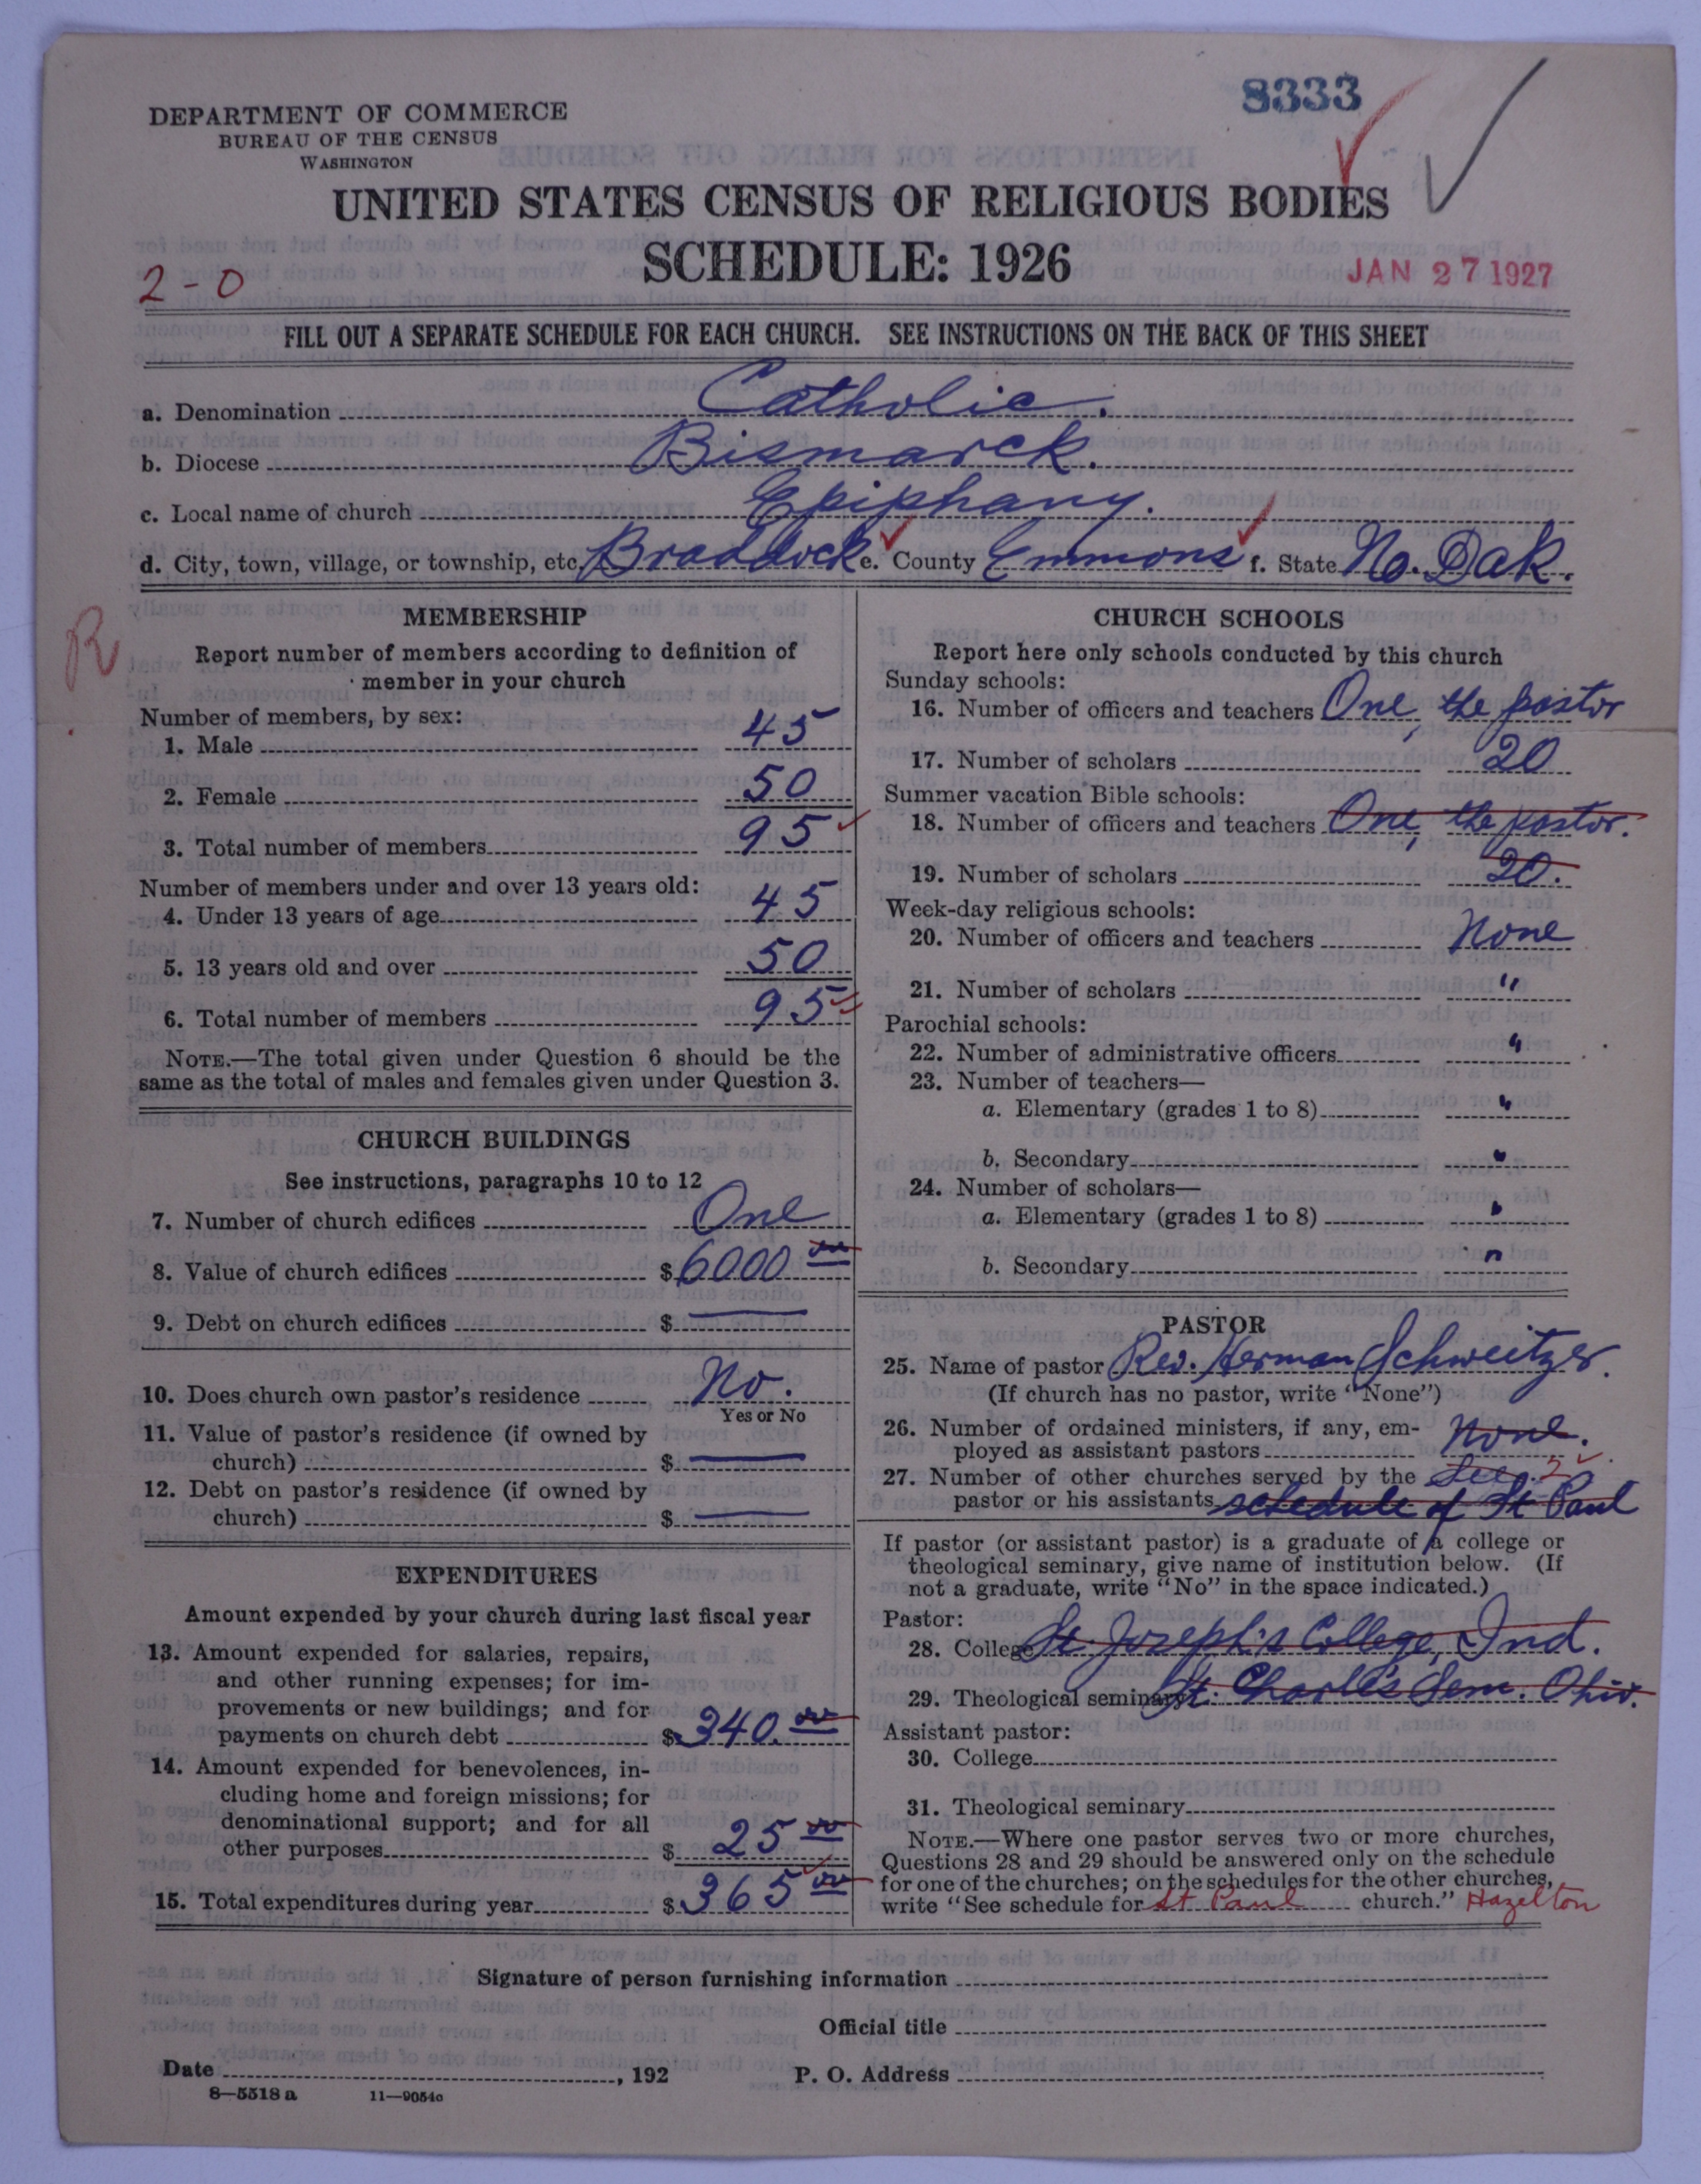 8333
DEPARTMENT OF COMMERCE
BUREAU OF THE CENSUS
WASHINGTON
UNITED STATES CENSUS OF RELIGIOUS BODIES
SCHEDULE: 1926
2-0
JAN 27 1927
FILL OUT A SEPARATE SCHEDULE FOR EACH CHURCH. SEE INSTRUCTIONS ON THE BACK OF THIS SHEET
a. Denomination Catholic.
b. Diocese Bismarck.
c. Local name of church Epiphany.
d. City, town, village, or township, etc. Braddock e. County Emmons f. State No. Dak.
R
MEMBERSHIP
Report number of members according to definition of
member in your church
Number of members, by sex:
1. Male 45
2. Female 50
3. Total number of members 95
Number of members under and over 13 years old:
4. Under 13 years of age 45
5. 13 years old and over 50
6. Total number of members 95
NOTE.—The total given under Question 6 should be the
same as the total of males and females given under Question 3.
CHURCH BUILDINGS
See instructions, paragraphs 10 to 12
7. Number of church edifices One
8. Value of church edifices $ 6000 00
9. Debt on church edifices $ —
10. Does church own pastor's residence No.
Yes or No
11. Value of pastor's residence (if owned by
church) $ —
12. Debt on pastor's residence (if owned by
church) $ —
EXPENDITURES
Amount expended by your church during last fiscal year
13. Amount expended for salaries, repairs,
and other running expenses; for im-
provements or new buildings; and for
payments on church debt $ 340. 00
14. Amount expended for benevolences, in-
cluding home and foreign missions; for
denominational support; and for all
other purposes $ 25 00
15. Total expenditures during year $ 365 00
CHURCH SCHOOLS
Report here only schools conducted by this church
Sunday schools:
16. Number of officers and teachers One, the pastor
17. Number of scholars 20
Summer vacation Bible schools:
18. Number of officers and teachers One, the pastor.
19. Number of scholars 20.
Week-day religious schools:
20. Number of officers and teachers None
21. Number of scholars "
Parochial schools:
22. Number of administrative officers "
23. Number of teachers—
a. Elementary (grades 1 to 8) "
b. Secondary "
24. Number of scholars—
a. Elementary (grades 1 to 8) "
b. Secondary "
PASTOR
25. Name of pastor Rev. Herman Schweitzer.
(If church has no pastor, write "None")
26. Number of ordained ministers, if any, em-
ployed as assistant pastors None.
27. Number of other churches served by the See 2
pastor or his assistants schedule of St Paul
If pastor (or assistant pastor) is a graduate of a college or
theological seminary, give name of institution below. (If
not a graduate, write "No" in the space indicated.)
Pastor:
28. College St. Joseph's College, Ind.
29. Theological seminary St. Charles Sem. Ohio.
Assistant pastor:
30. College
31. Theological seminary
NOTE.—Where one pastor serves two or more churches,
Questions 28 and 29 should be answered only on the schedule
for one of the churches; on the schedules for the other churches,
write "See schedule for St Paul church." Hazelton
Signature of person furnishing information
Official title
Date , 192 P. O. Address
8—5518 a 11—9054c